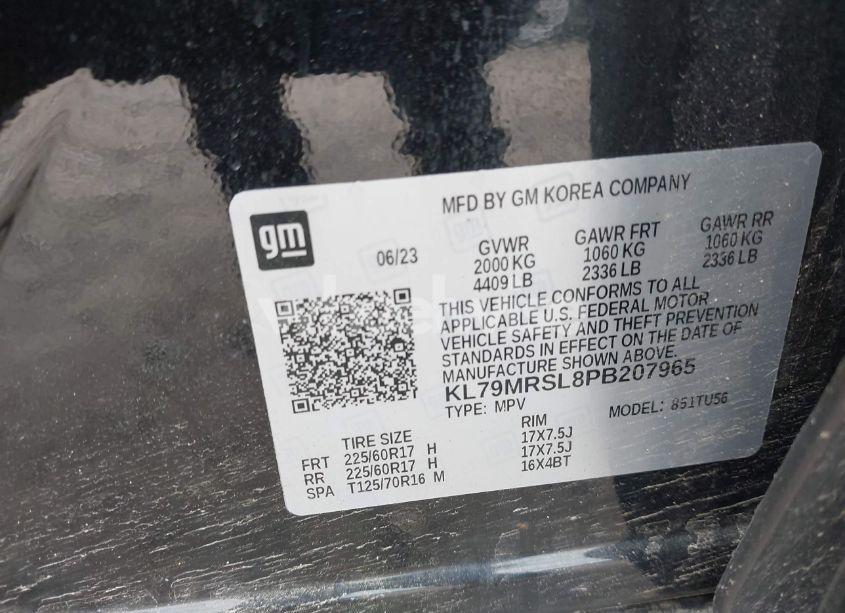 MFD BY GM KOREA COMPANY
gm
06/23
GVWR GAWR FRT GAWR RR
2000 KG 1060 KG 1060 KG
4409 LB 2336 LB 2336 LB
THIS VEHICLE CONFORMS TO ALL
APPLICABLE U.S. FEDERAL MOTOR
VEHICLE SAFETY AND THEFT PREVENTION
STANDARDS IN EFFECT ON THE DATE OF
MANUFACTURE SHOWN ABOVE.
KL79MRSL8PB207965
TYPE: MPV MODEL: 851TU56
TIRE SIZE RIM
FRT 225/60R17 H 17X7.5J
RR 225/60R17 H 17X7.5J
SPA T125/70R16 M 16X4BT